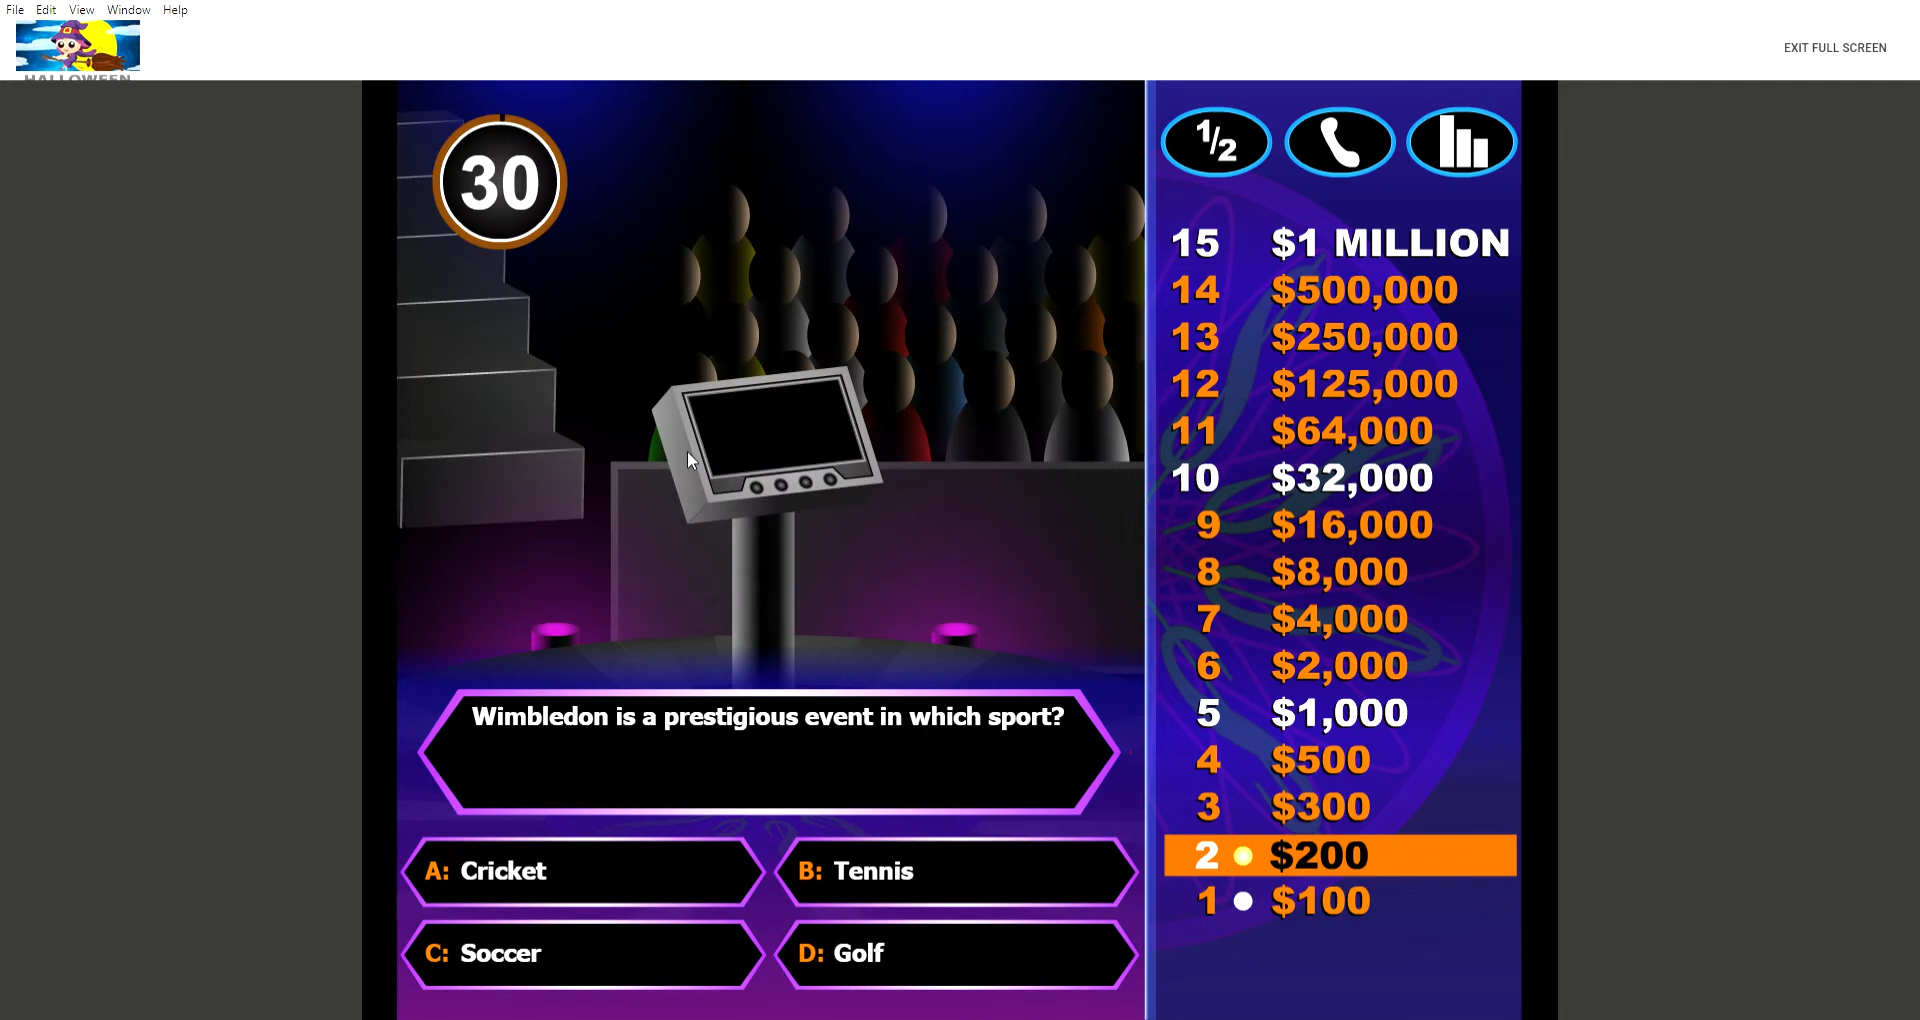 File Edit View Window Help
HALLOWEEN
EXIT FULL SCREEN
30
1/2
15 $1 MILLION
14 $500,000
13 $250,000
12 $125,000
11 $64,000
10 $32,000
9 $16,000
8 $8,000
7 $4,000
6 $2,000
5 $1,000
4 $500
3 $300
2 $200
1 $100
Wimbledon is a prestigious event in which sport?
A: Cricket
B: Tennis
C: Soccer
D: Golf